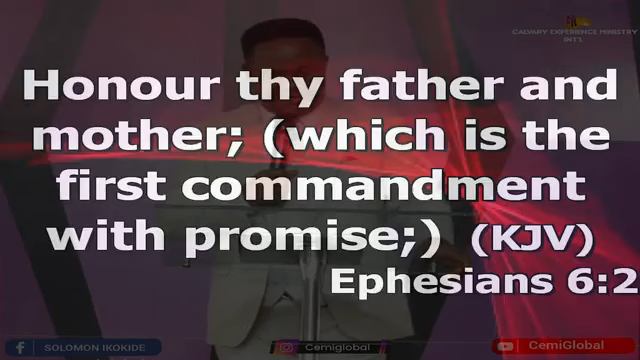 CALVARY EXPERIENCE MINISTRY
INT'L
Honour thy father and
mother; (which is the
first commandment
with promise;) (KJV)
Ephesians 6:2
SOLOMON IKOKIDE
Cemiglobal
CemiGlobal